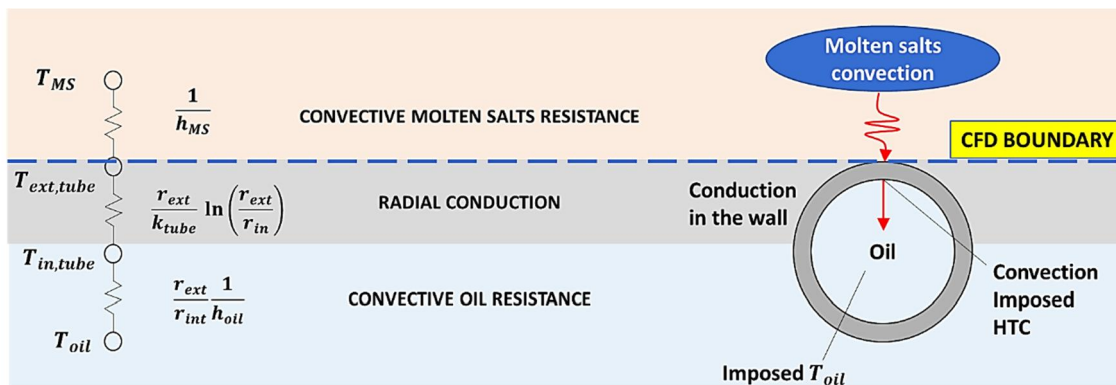 T_MS
1/h_MS
CONVECTIVE MOLTEN SALTS RESISTANCE
Molten salts
convection
CFD BOUNDARY
T_ext,tube
r_ext/k_tube ln(r_ext/r_in)
RADIAL CONDUCTION
Conduction
in the wall
T_in,tube
r_ext/r_int 1/h_oil
CONVECTIVE OIL RESISTANCE
Oil
Convection
Imposed
HTC
T_oil
Imposed T_oil